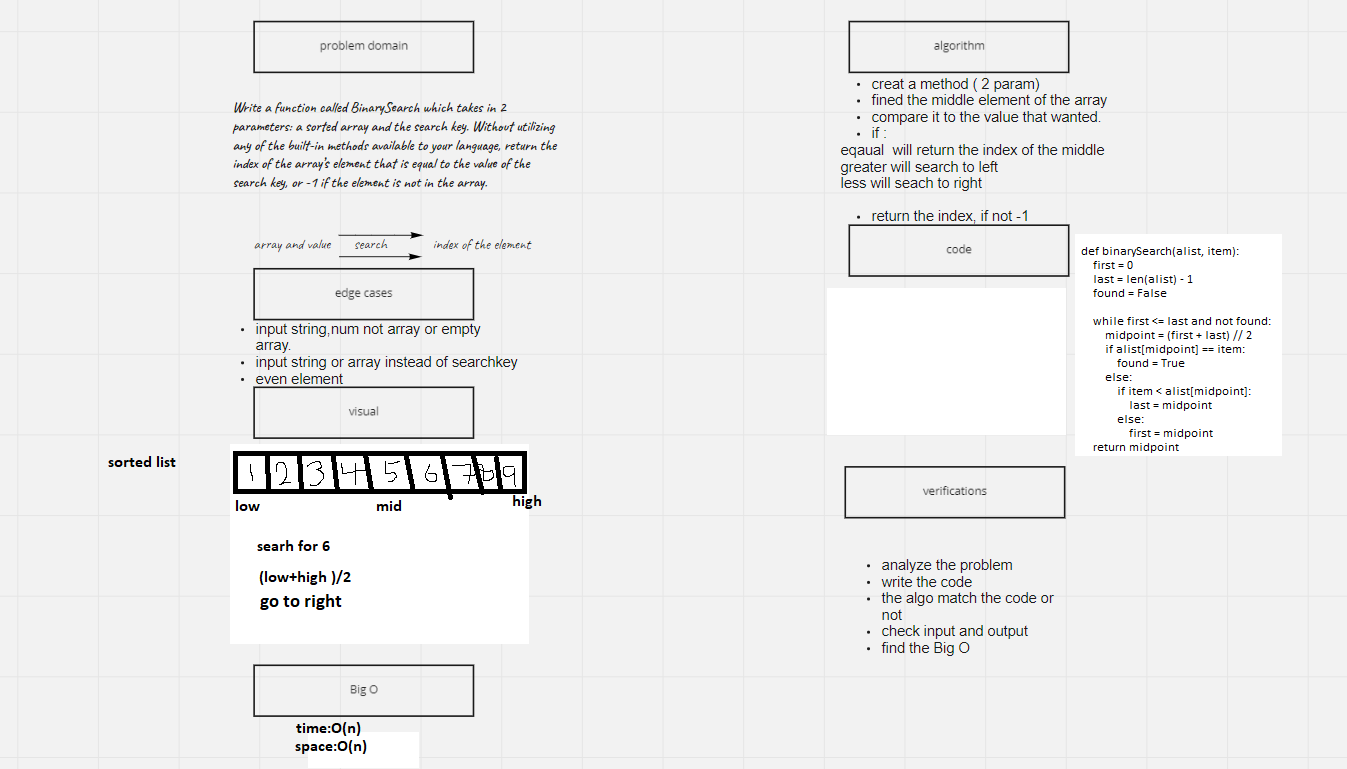 problem domain
Write a function called BinarySearch which takes in 2
parameters: a sorted array and the search key. Without utilizing
any of the built-in methods available to your language, return the
index of the array's element that is equal to the value of the
search key, or -1 if the element is not in the array.
array and value search index of the element
edge cases
• input string,num not array or empty
array.
• input string or array instead of searchkey
• even element
visual
sorted list
1 2 3 4 5 6 7 8 9
low mid high
searh for 6
(low+high )/2
go to right
Big O
time:O(n)
space:O(n)
algorithm
• creat a method ( 2 param)
• fined the middle element of the array
• compare it to the value that wanted.
• if :
eqaual  will return the index of the middle
greater will search to left
less will seach to right
• return the index, if not -1
code
def binarySearch(alist, item):
    first = 0
    last = len(alist) - 1
    found = False
    while first <= last and not found:
        midpoint = (first + last) // 2
        if alist[midpoint] == item:
            found = True
        else:
            if item < alist[midpoint]:
                last = midpoint
            else:
                first = midpoint
    return midpoint
verifications
• analyze the problem
• write the code
• the algo match the code or
not
• check input and output
• find the Big O